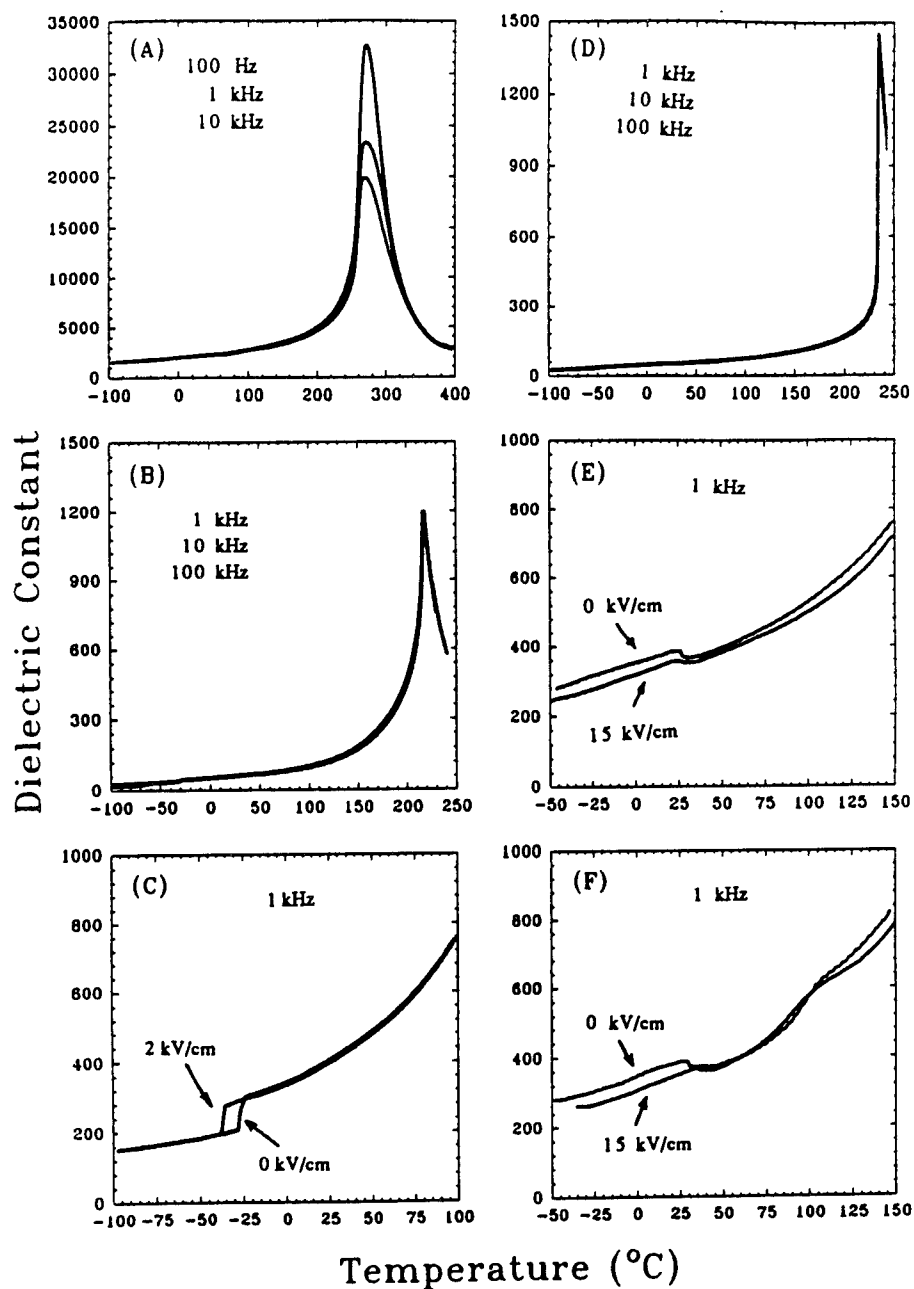 Dielectric Constant
(A)
100 Hz
1 kHz
10 kHz
35000
30000
25000
20000
15000
10000
5000
0
-100 0 100 200 300 400
(D)
1 kHz
10 kHz
100 kHz
1500
1200
900
600
300
0
-100 -50 0 50 100 150 200 250
(B)
1 kHz
10 kHz
100 kHz
1500
1200
900
600
300
0
-100 -50 0 50 100 150 200 250
(E)
1 kHz
1000
800
600
400
200
0
0 kV/cm
15 kV/cm
-50 -25 0 25 50 75 100 125 150
(C)
1 kHz
1000
800
600
400
200
0
2 kV/cm
0 kV/cm
-100 -75 -50 -25 0 25 50 75 100
(F)
1 kHz
1000
800
600
400
200
0
0 kV/cm
15 kV/cm
-50 -25 0 25 50 75 100 125 150
Temperature (°C)